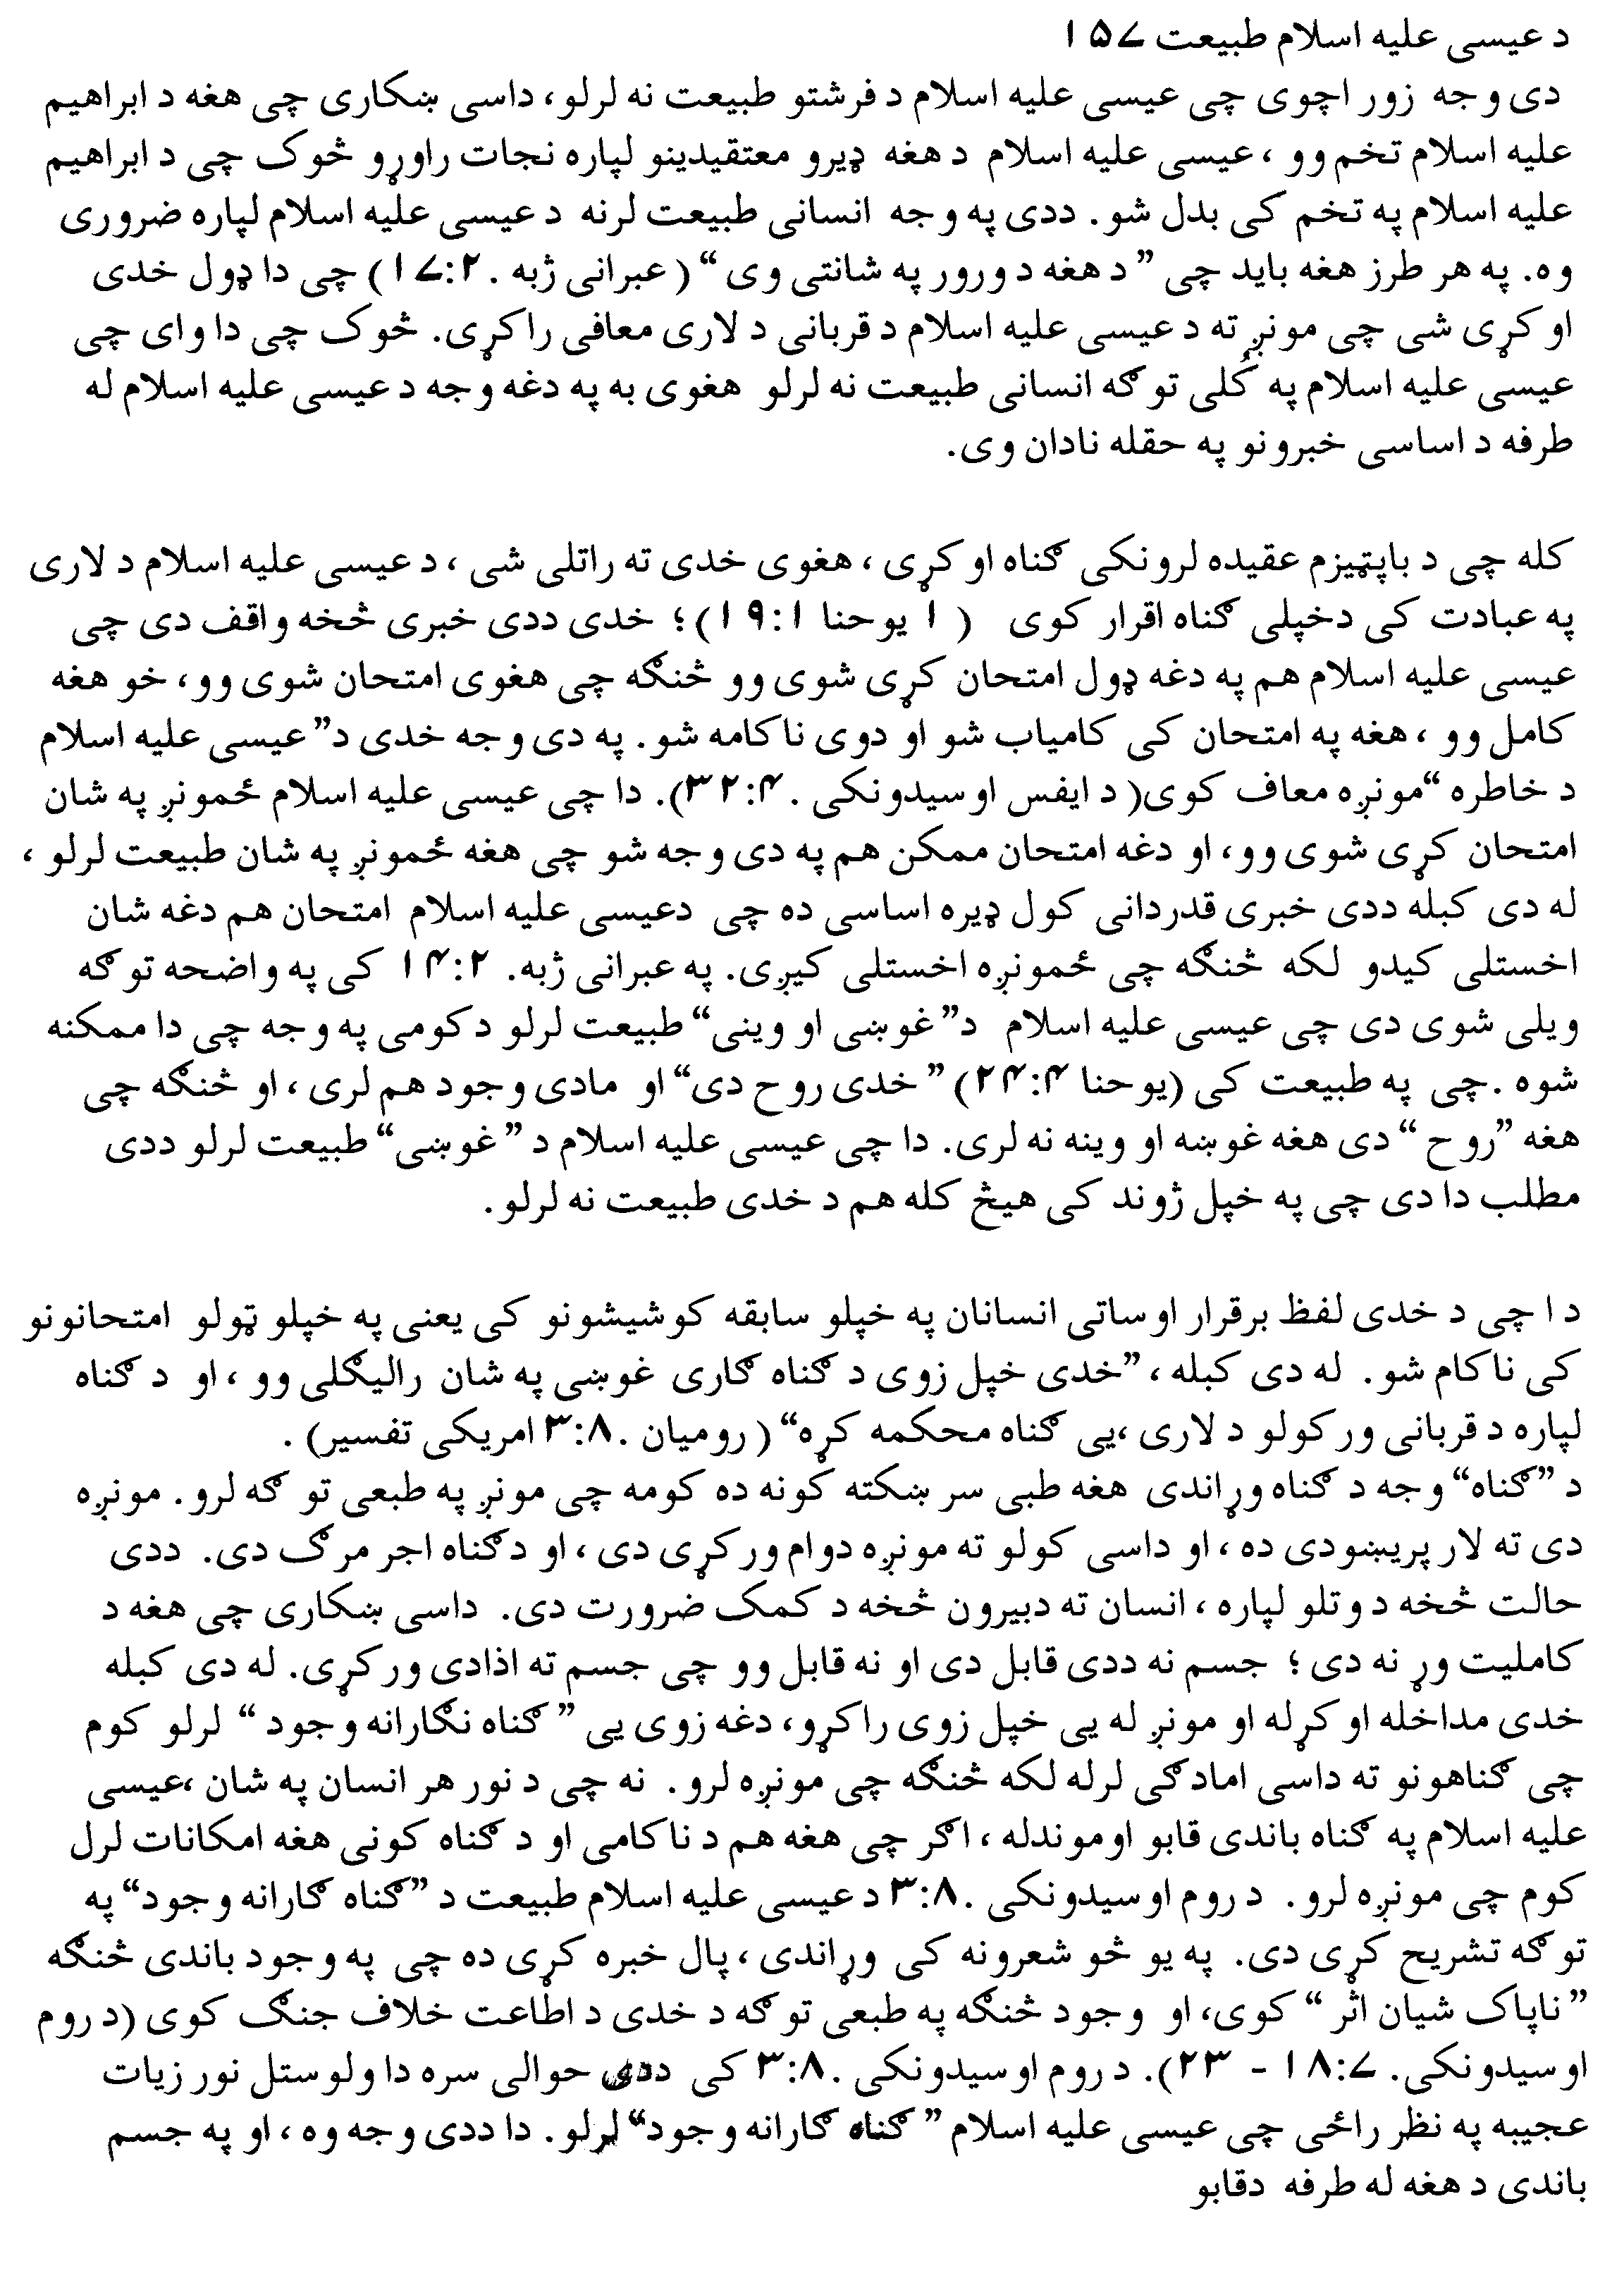 د عیسی علیه اسلام طبیعت ۱۵۷
دی وجه زور اچوی چی عیسی علیه اسلام د فرشتو طبیعت نه لرلو، داسی ښکاری چی هغه د ابراهیم
علیه اسلام تخم وو ، عیسی علیه اسلام د هغه ډیرو معتقیدینو لپاره نجات راوړو څوک چی د ابراهیم
علیه اسلام په تخم کی بدل شو. ددی په وجه انسانی طبیعت لرنه د عیسی علیه اسلام لپاره ضروری
وه. په هر طرز هغه باید چی ” د هغه د ورور په شانتی وی “ ( عبرانی ژبه . ۱۷:۲) چی دا ډول خدی
او کړی شی چی مونږ ته د عیسی علیه اسلام د قربانی د لاری معافی راکړی. څوک چی دا وای چی
عیسی علیه اسلام په کُلی توګه انسانی طبیعت نه لرلو هغوی به په دغه وجه د عیسی علیه اسلام له
طرفه د اساسی خبرونو په حقله نادان وی.

کله چی د باپټیزم عقیده لرونکی ګناه او کړی ، هغوی خدی ته راتلی شی ، د عیسی علیه اسلام د لاری
په عبادت کی دخپلی ګناه اقرار کوی ( ۱ یوحنا ۱۹:۱)؛ خدی ددی خبری څخه واقف دی چی
عیسی علیه اسلام هم په دغه ډول امتحان کړی شوی وو څنګه چی هغوی امتحان شوی وو، خو هغه
کامل وو ، هغه په امتحان کی کامیاب شو او دوی ناکامه شو. په دی وجه خدی د” عیسی علیه اسلام
د خاطره “مونږه معاف کوی( د ایفس اوسیدونکی .۳۲:۴). دا چی عیسی علیه اسلام ځمونږ په شان
امتحان کړی شوی وو، او دغه امتحان ممکن هم په دی وجه شو چی هغه ځمونږ په شان طبیعت لرلو ،
له دی کبله ددی خبری قدردانی کول ډیره اساسی ده چی دعیسی علیه اسلام امتحان هم دغه شان
اخستلی کیدو لکه څنګه چی ځمونږه اخستلی کیږی. په عبرانی ژبه. ۱۴:۲ کی په واضحه توګه
ویلی شوی دی چی عیسی علیه اسلام د”غوښی او وینی“ طبیعت لرلو دکومی په وجه چی دا ممکنه
شوه .چی په طبیعت کی (یوحنا ۲۴:۴) ” خدی روح دی“ او مادی وجود هم لری ، او څنګه چی
هغه ”روح “ دی هغه غوښه او وینه نه لری. دا چی عیسی علیه اسلام د ” غوښی“ طبیعت لرلو ددی
مطلب دا دی چی په خپل ژوند کی هیڅ کله هم د خدی طبیعت نه لرلو.

د ا چی د خدی لفظ برقرار اوساتی انسانان په خپلو سابقه کوشیشونو کی یعنی په خپلو ټولو امتحانونو
کی ناکام شو. له دی کبله ، ”خدی خپل زوی د ګناه ګاری غوښی په شان رالیګلی وو ، او د ګناه
لپاره د قربانی ورکولو د لاری ،یی ګناه محکمه کړه“ ( رومیان .۳:۸ امریکی تفسیر) .
د ”ګناه“ وجه د ګناه وړاندی هغه طبی سر ښکته کونه ده کومه چی مونږ په طبعی توګه لرو. مونږه
دی ته لار پریښودی ده ، او داسی کولو ته مونږه دوام ورکړی دی ، او دګناه اجر مرګ دی. ددی
حالت څخه د وتلو لپاره ، انسان ته دبیرون څخه د کمک ضرورت دی. داسی ښکاری چی هغه د
کاملیت وړ نه دی ؛ جسم نه ددی قابل دی او نه قابل وو چی جسم ته اذادی ورکړی. له دی کبله
خدی مداخله اوکړله او مونږ له یی خپل زوی راکړو، دغه زوی یی ” ګناه نګارانه وجود “ لرلو کوم
چی ګناهونو ته داسی امادګی لرله لکه څنګه چی مونږه لرو. نه چی د نور هر انسان په شان ،عیسی
علیه اسلام په ګناه باندی قابو اوموندله ، اګر چی هغه هم د ناکامی او د ګناه کونی هغه امکانات لرل
کوم چی مونږه لرو. د روم اوسیدونکی .۳:۸ د عیسی علیه اسلام طبیعت د ”ګناه ګارانه وجود“ په
توګه تشریح کړی دی. په یو څو شعرونه کی وړاندی ، پال خبره کړی ده چی په وجود باندی څنګه
” ناپاک شیان اثر “ کوی، او وجود څنګه په طبعی توګه د خدی د اطاعت خلاف جنګ کوی (د روم
اوسیدونکی. ۱۸:۷ - ۲۳). د روم اوسیدونکی .۳:۸ کی ددی حوالی سره دا ولوستل نور زیات
عجیبه په نظر راځی چی عیسی علیه اسلام ” ګناه ګارانه وجود“ لرلو. دا ددی وجه وه ، او په جسم
باندی د هغه له طرفه دقابو